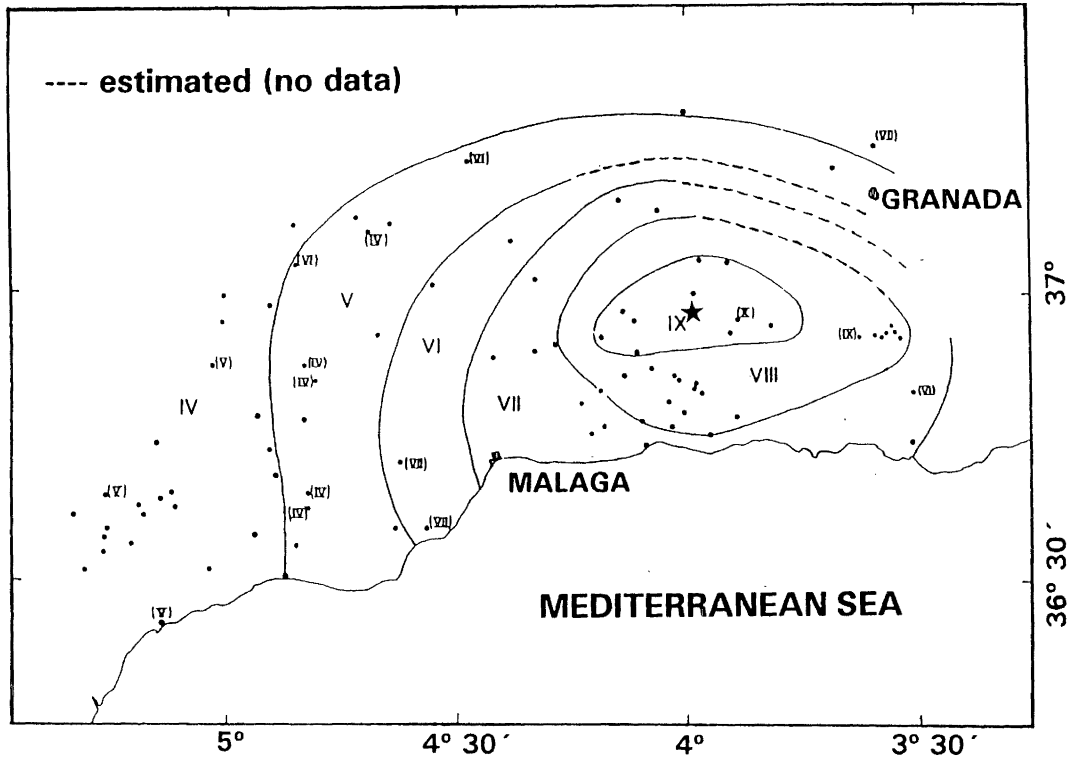 ---- estimated (no data)
(VII)
(VI)
GRANADA
(IV)
(VI)
37°
V
IX
(X)
VI
(IX)
(V)
(IV)
(IV)
VIII
(VI)
IV
VII
(VII)
MALAGA
(V)
(IV)
(IV)
(VII)
36° 30´
MEDITERRANEAN SEA
(V)
5°
4° 30´
4°
3° 30´